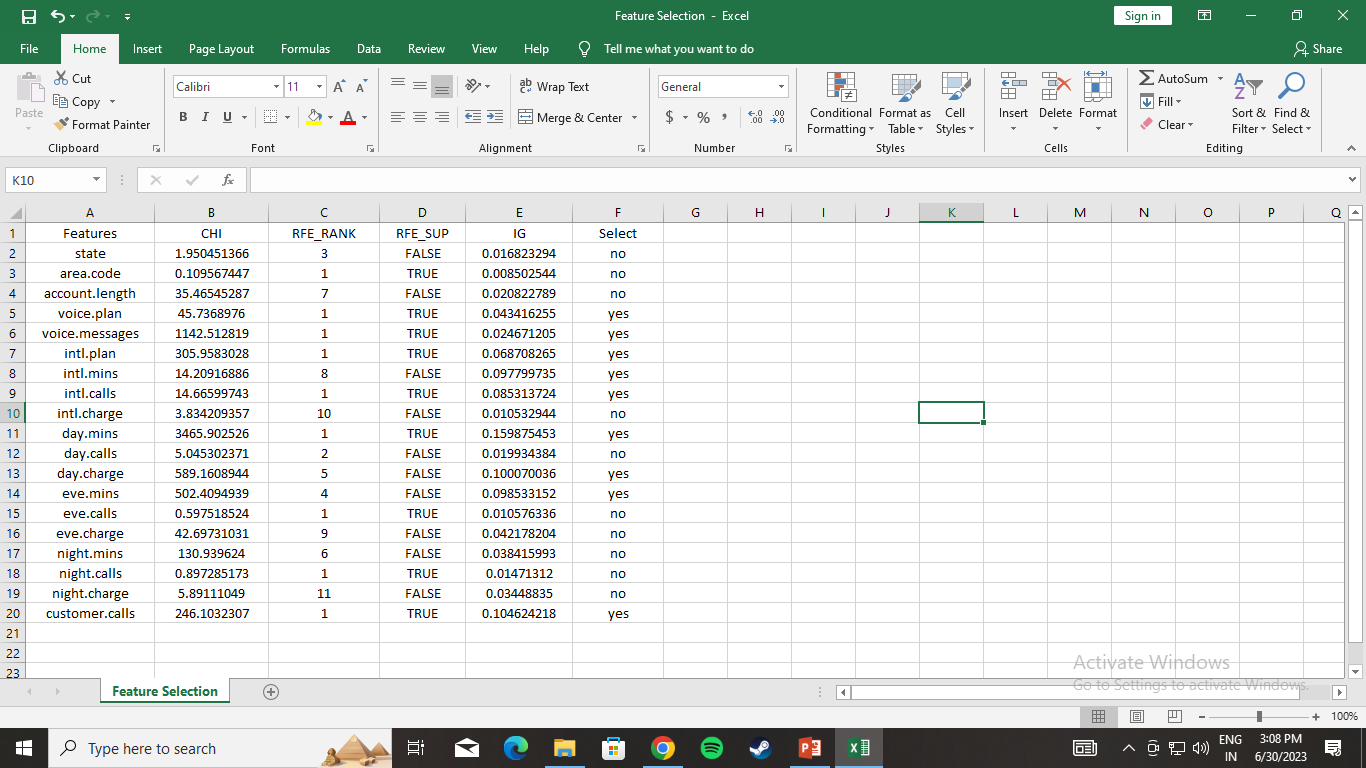 Feature Selection - Excel
Sign in
File Home Insert Page Layout Formulas Data Review View Help Tell me what you want to do Share
Cut
Copy
Format Painter
Paste
Clipboard
Calibri 11
B I U
Font
Wrap Text
Merge & Center
Alignment
General
$ % ,
Number
Conditional Formatting
Format as Table
Cell Styles
Styles
Insert Delete Format
Cells
AutoSum
Fill
Clear
Sort & Filter
Find & Select
Editing
K10 fx
A B C D E F G H I J K L M N O P Q
1 Features CHI RFE_RANK RFE_SUP IG Select
2 state 1.950451366 3 FALSE 0.016823294 no
3 area.code 0.109567447 1 TRUE 0.008502544 no
4 account.length 35.46545287 7 FALSE 0.020822789 no
5 voice.plan 45.7368976 1 TRUE 0.043416255 yes
6 voice.messages 1142.512819 1 TRUE 0.024671205 yes
7 intl.plan 305.9583028 1 TRUE 0.068708265 yes
8 intl.mins 14.20916886 8 FALSE 0.097799735 yes
9 intl.calls 14.66599743 1 TRUE 0.085313724 yes
10 intl.charge 3.834209357 10 FALSE 0.010532944 no
11 day.mins 3465.902526 1 TRUE 0.159875453 yes
12 day.calls 5.045302371 2 FALSE 0.019934384 no
13 day.charge 589.1608944 5 FALSE 0.100070036 yes
14 eve.mins 502.4094939 4 FALSE 0.098533152 yes
15 eve.calls 0.597518524 1 TRUE 0.010576336 no
16 eve.charge 42.69731031 9 FALSE 0.042178204 no
17 night.mins 130.939624 6 FALSE 0.038415993 no
18 night.calls 0.897285173 1 TRUE 0.01471312 no
19 night.charge 5.89111049 11 FALSE 0.03448835 no
20 customer.calls 246.1032307 1 TRUE 0.104624218 yes
21
22
23
Activate Windows
Go to Settings to activate Windows.
Feature Selection
100%
Type here to search
ENG
IN
3:08 PM
6/30/2023